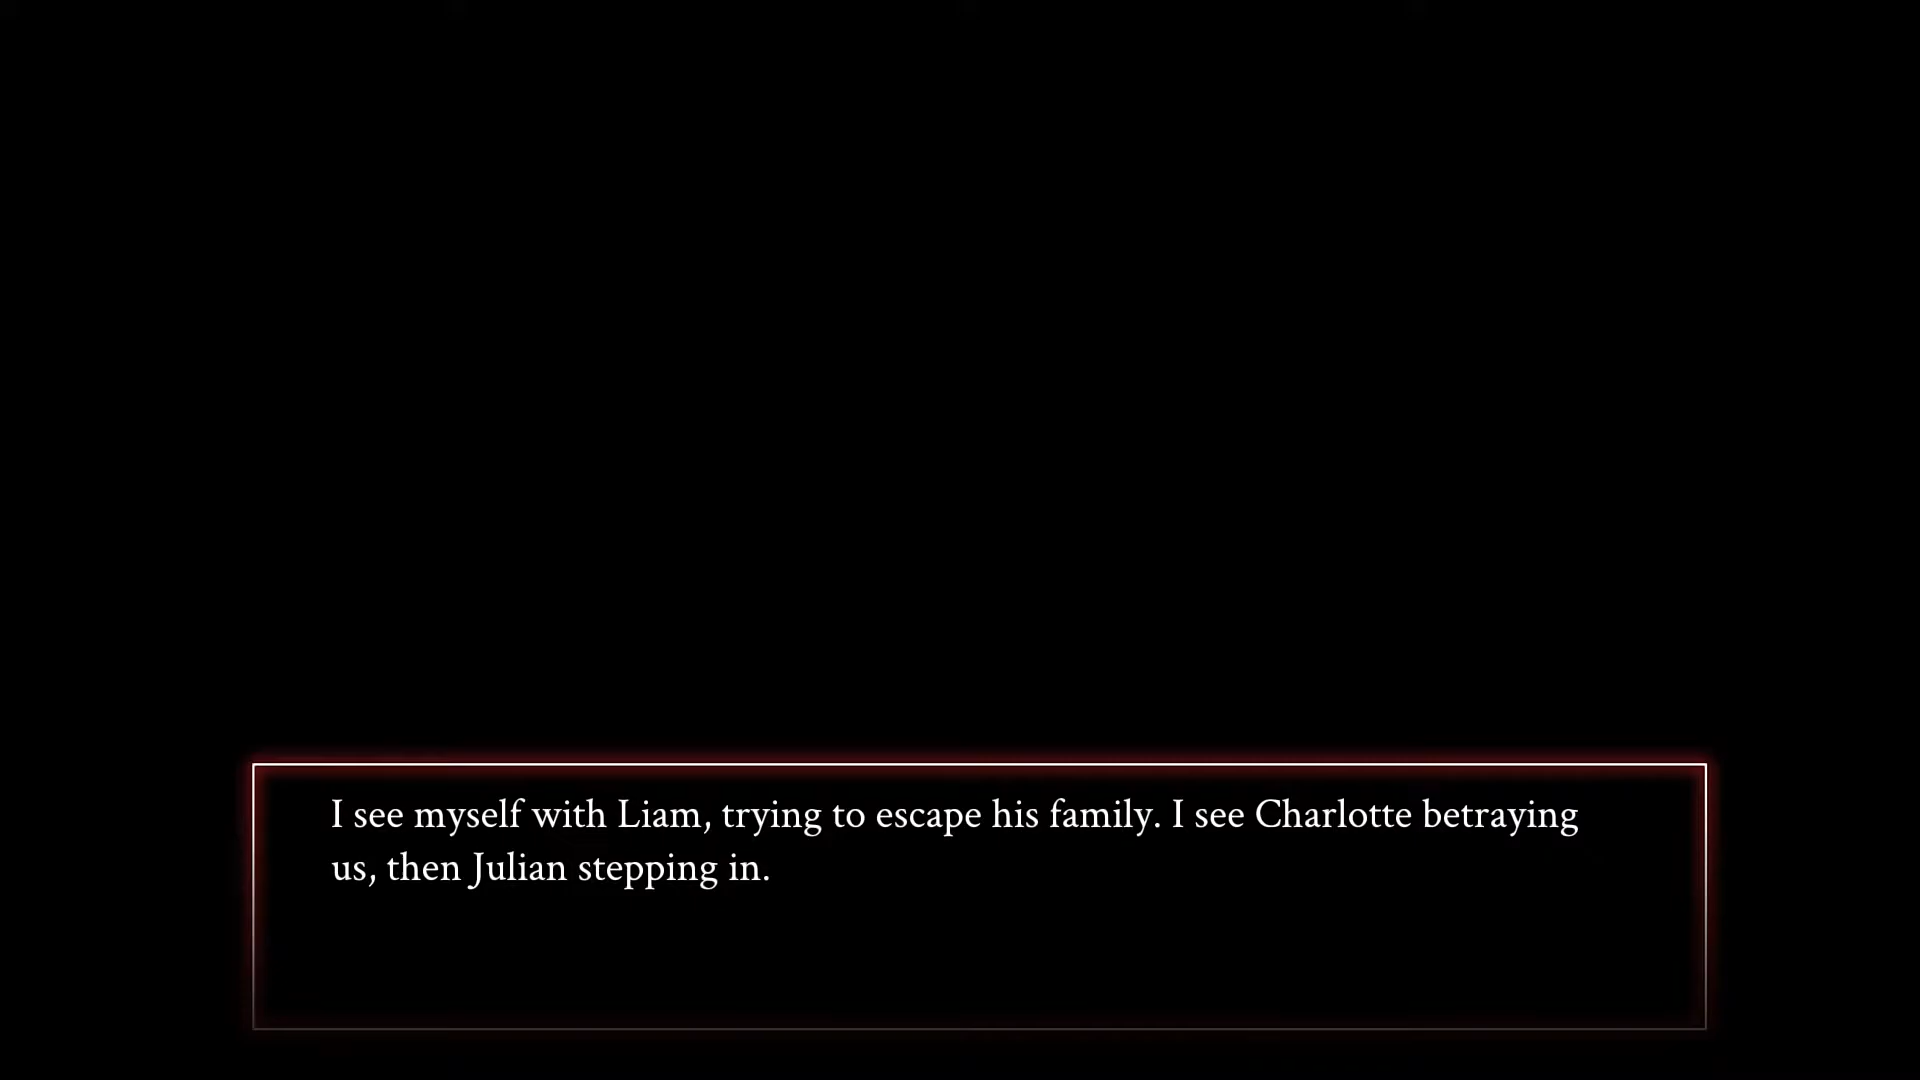 I see myself with Liam, trying to escape his family. I see Charlotte betraying
us, then Julian stepping in.